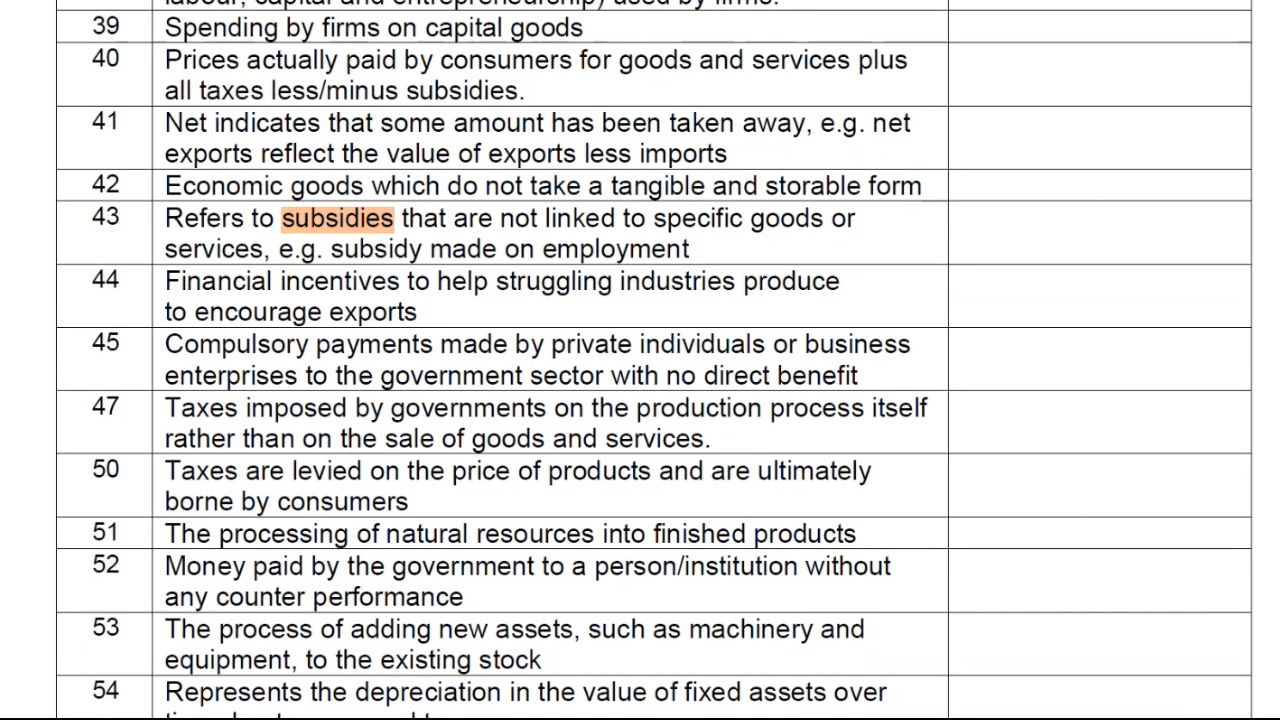 labour, capital and entrepreneurship) used by firms.
39 Spending by firms on capital goods
40 Prices actually paid by consumers for goods and services plus
all taxes less/minus subsidies.
41 Net indicates that some amount has been taken away, e.g. net
exports reflect the value of exports less imports
42 Economic goods which do not take a tangible and storable form
43 Refers to subsidies that are not linked to specific goods or
services, e.g. subsidy made on employment
44 Financial incentives to help struggling industries produce
to encourage exports
45 Compulsory payments made by private individuals or business
enterprises to the government sector with no direct benefit
47 Taxes imposed by governments on the production process itself
rather than on the sale of goods and services.
50 Taxes are levied on the price of products and are ultimately
borne by consumers
51 The processing of natural resources into finished products
52 Money paid by the government to a person/institution without
any counter performance
53 The process of adding new assets, such as machinery and
equipment, to the existing stock
54 Represents the depreciation in the value of fixed assets over